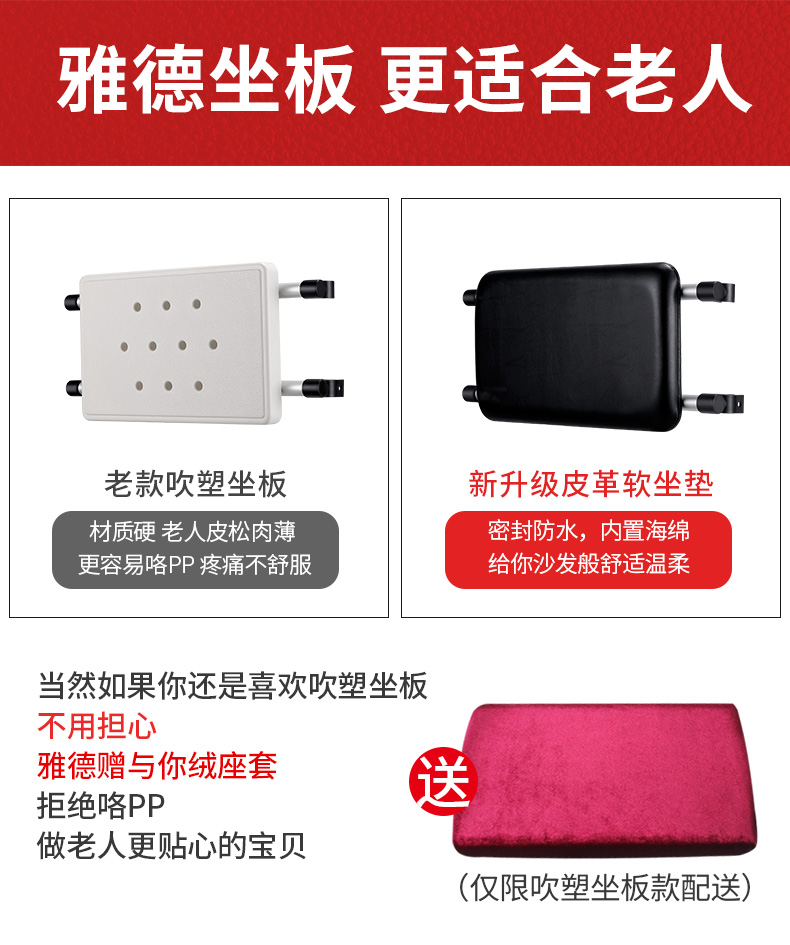 雅德坐板 更适合老人
老款吹塑坐板
材质硬 老人皮松肉薄
更容易咯PP 疼痛不舒服
新升级皮革软坐垫
密封防水，内置海绵
给你沙发般舒适温柔
当然如果你还是喜欢吹塑坐板
不用担心
雅德赠与你绒座套
拒绝咯PP
做老人更贴心的宝贝
送
（仅限吹塑坐板款配送）